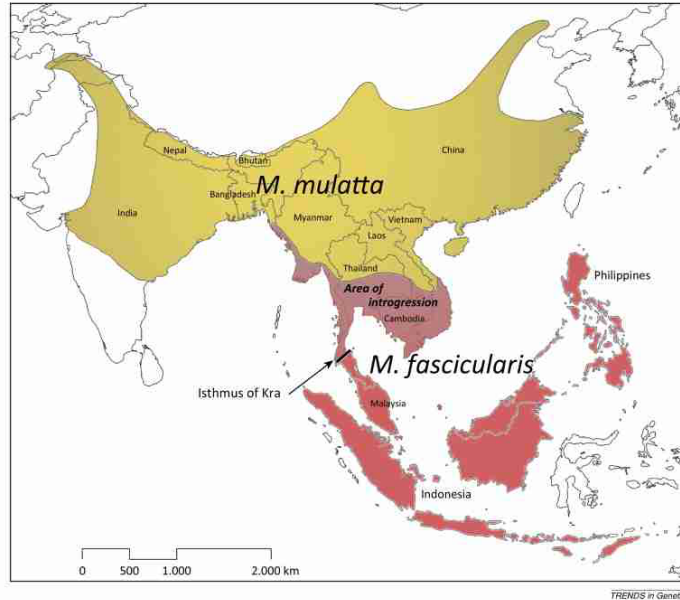 China
Nepal
Bhutan
M. mulatta
Bangladesh
India
Myanmar
Vietnam
Laos
Thailand
Philippines
Area of
introgression
Cambodia
M. fascicularis
Isthmus of Kra
Malaysia
Indonesia
0 500 1.000 2.000 km
TRENDS in Genet